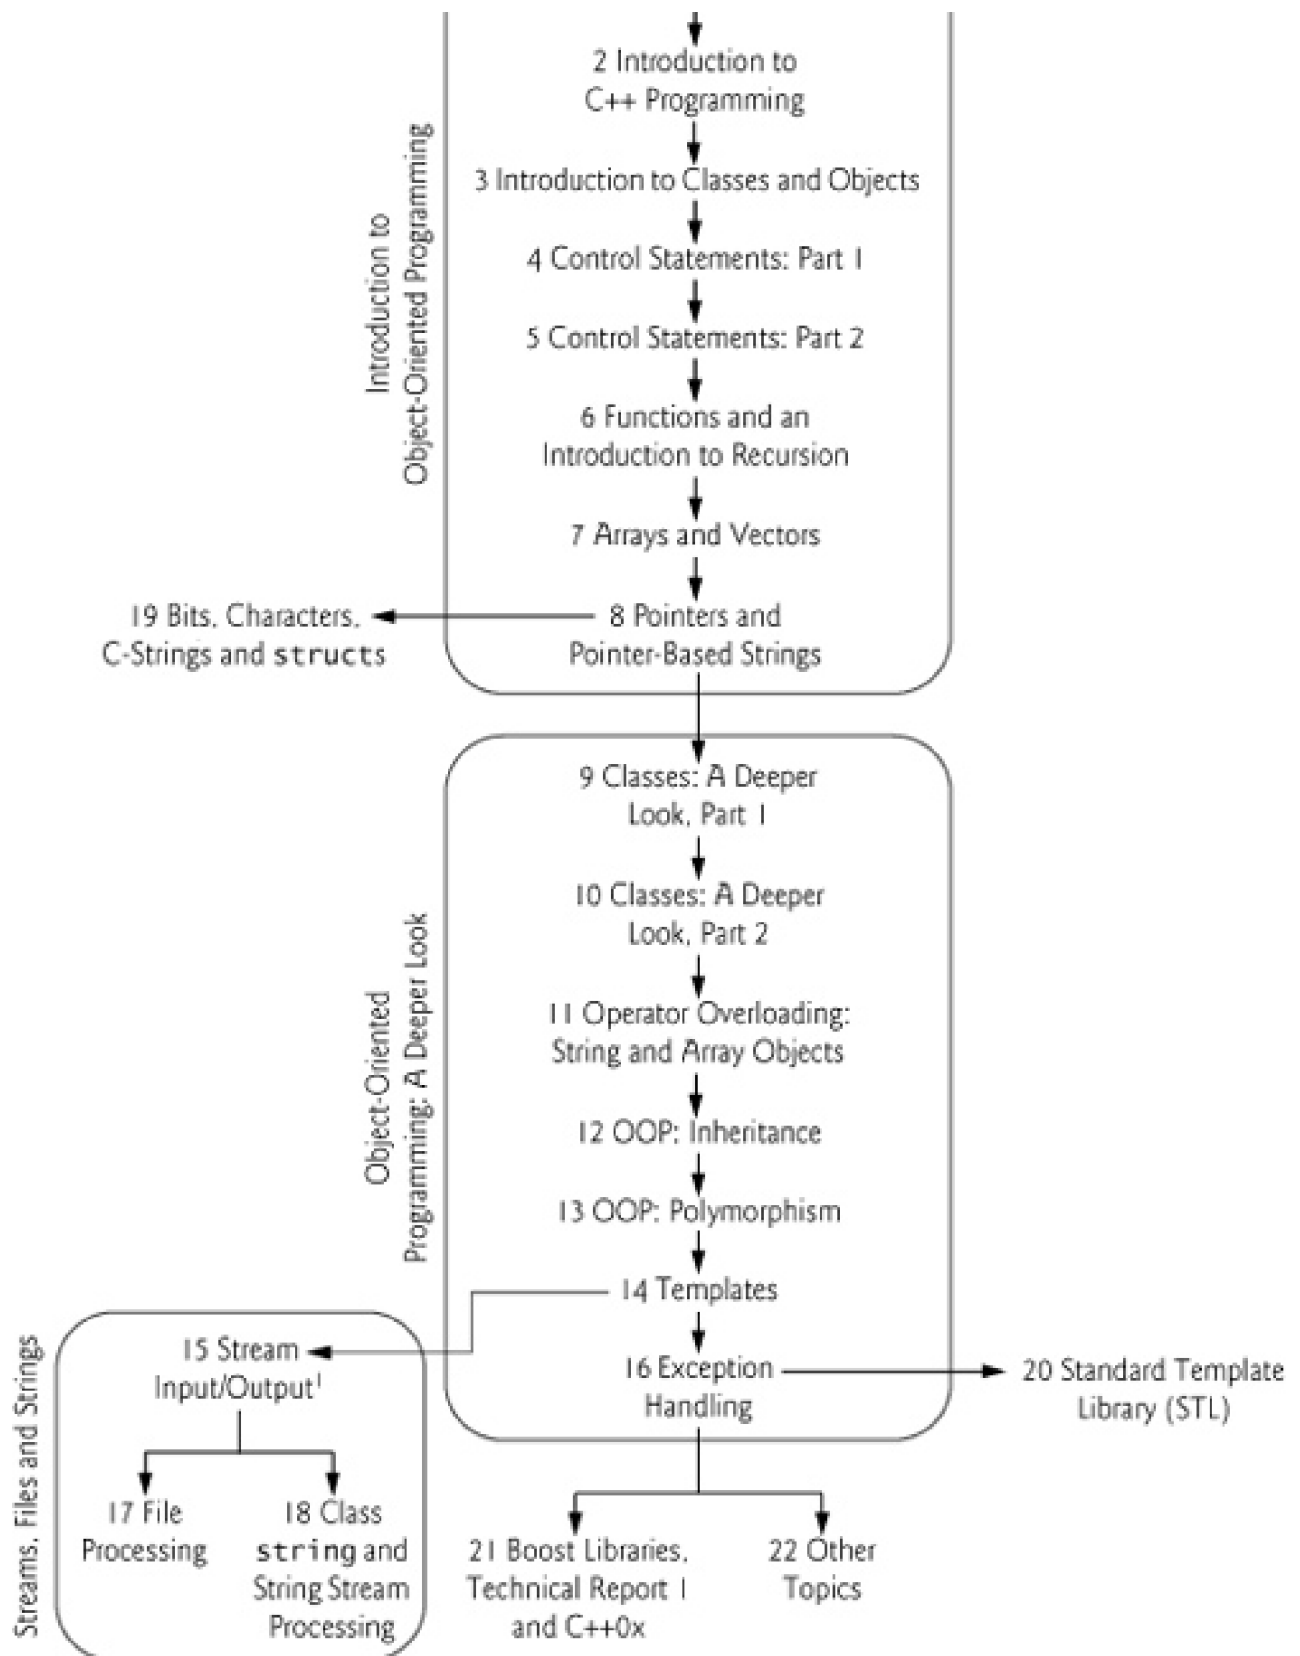 2 Introduction to
C++ Programming
3 Introduction to Classes and Objects
4 Control Statements: Part 1
5 Control Statements: Part 2
6 Functions and an
Introduction to Recursion
7 Arrays and Vectors
8 Pointers and
Pointer-Based Strings
Introduction to
Object-Oriented Programming
19 Bits, Characters,
C-Strings and structs
9 Classes: A Deeper
Look, Part 1
10 Classes: A Deeper
Look, Part 2
11 Operator Overloading:
String and Array Objects
12 OOP: Inheritance
13 OOP: Polymorphism
14 Templates
16 Exception
Handling
Object-Oriented
Programming: A Deeper Look
15 Stream
Input/Output¹
17 File
Processing
18 Class
string and
String Stream
Processing
Streams, Files and Strings
20 Standard Template
Library (STL)
21 Boost Libraries,
Technical Report 1
and C++0x
22 Other
Topics